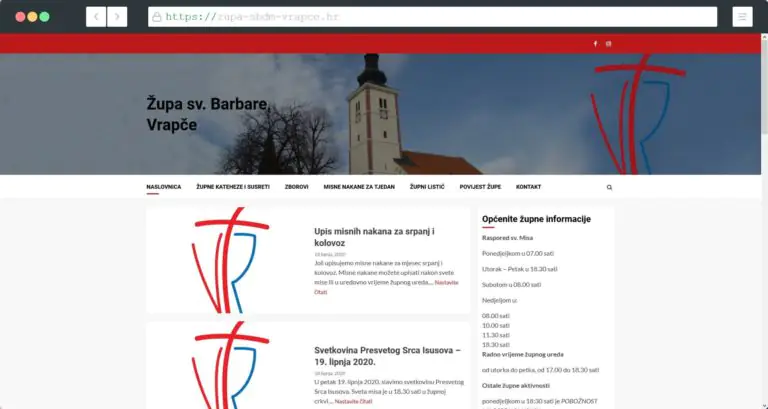 https://zupa-sbdm-vrapce.hr
Župa sv. Barbare,
Vrapče
NASLOVNICA ŽUPNE KATEHEZE I SUSRETI ZBOROVI MISNE NAKANE ZA TJEDAN ŽUPNI LISTIĆ POVIJEST ŽUPE KONTAKT
Upis misnih nakana za srpanj i
kolovoz
Još upisujemo misne nakane za mjesec srpanj i
kolovoz. Misne nakane možete upisati nakon svete
mise ili u uredovno vrijeme župnog ureda.... Nastavite
čitati
Svetkovina Presvetog Srca Isusova –
19. lipnja 2020.
U petak 19. lipnja 2020. slavimo svetkovinu Presvetog
Srca Isusova. Sveta misa je u 18.30 sati u župnoj
crkvi.... Nastavite čitati
Općenite župne informacije
Raspored sv. Misa
Ponedjeljkom u 07.00 sati
Utorak – Petak u 18.30 sati
Subotom u 08.00 sati
Nedjeljom u:
08.00 sati
10.00 sati
11.30 sati
18:30 sati
Radno vrijeme župnog ureda
od utorka do petka, od 17.00 do 18.30 sati
Ostale župne aktivnosti
ponedjeljkom u 18:30 sati je POBOŽNOST